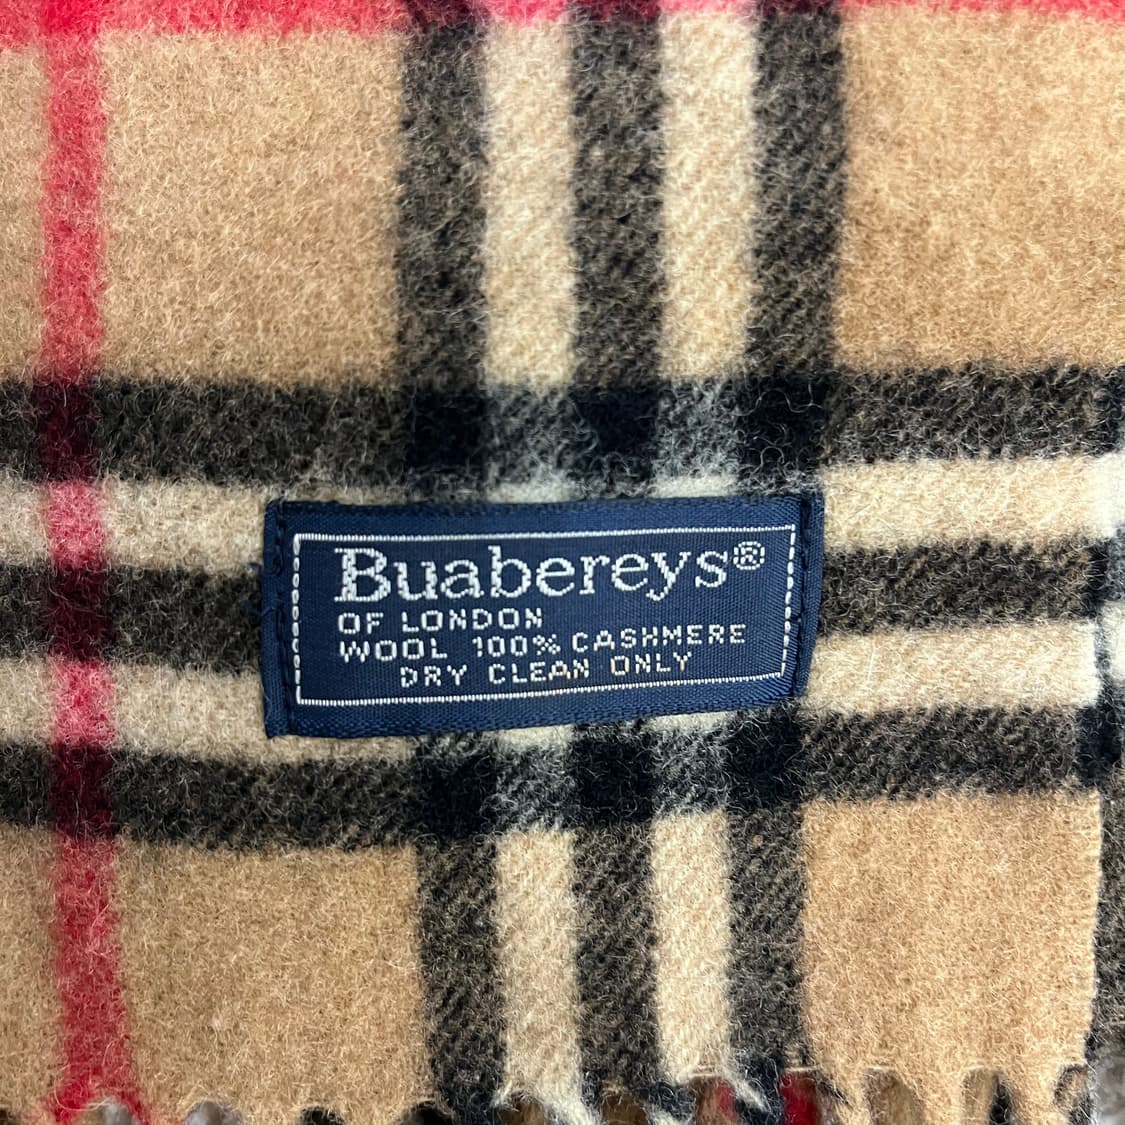 Buabereys®
OF LONDON
WOOL 100% CASHMERE
DRY CLEAN ONLY